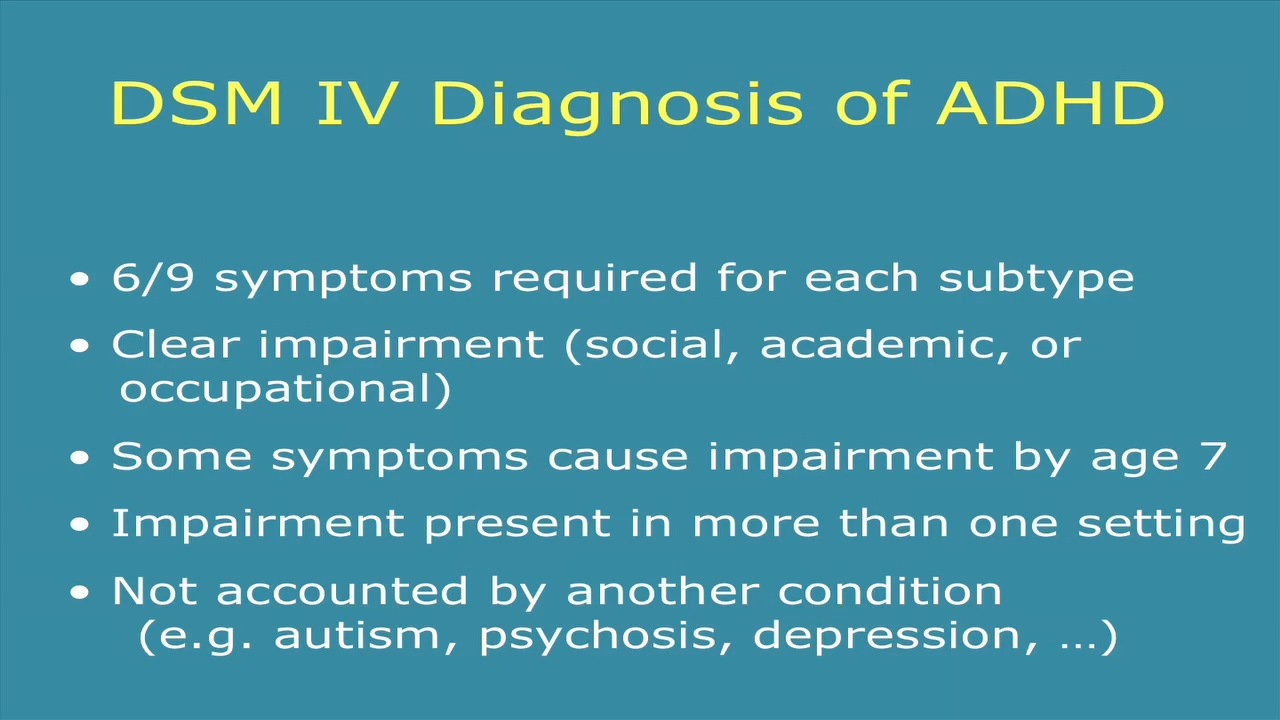 DSM IV Diagnosis of ADHD
• 6/9 symptoms required for each subtype
• Clear impairment (social, academic, or
occupational)
• Some symptoms cause impairment by age 7
• Impairment present in more than one setting
• Not accounted by another condition
(e.g. autism, psychosis, depression, …)